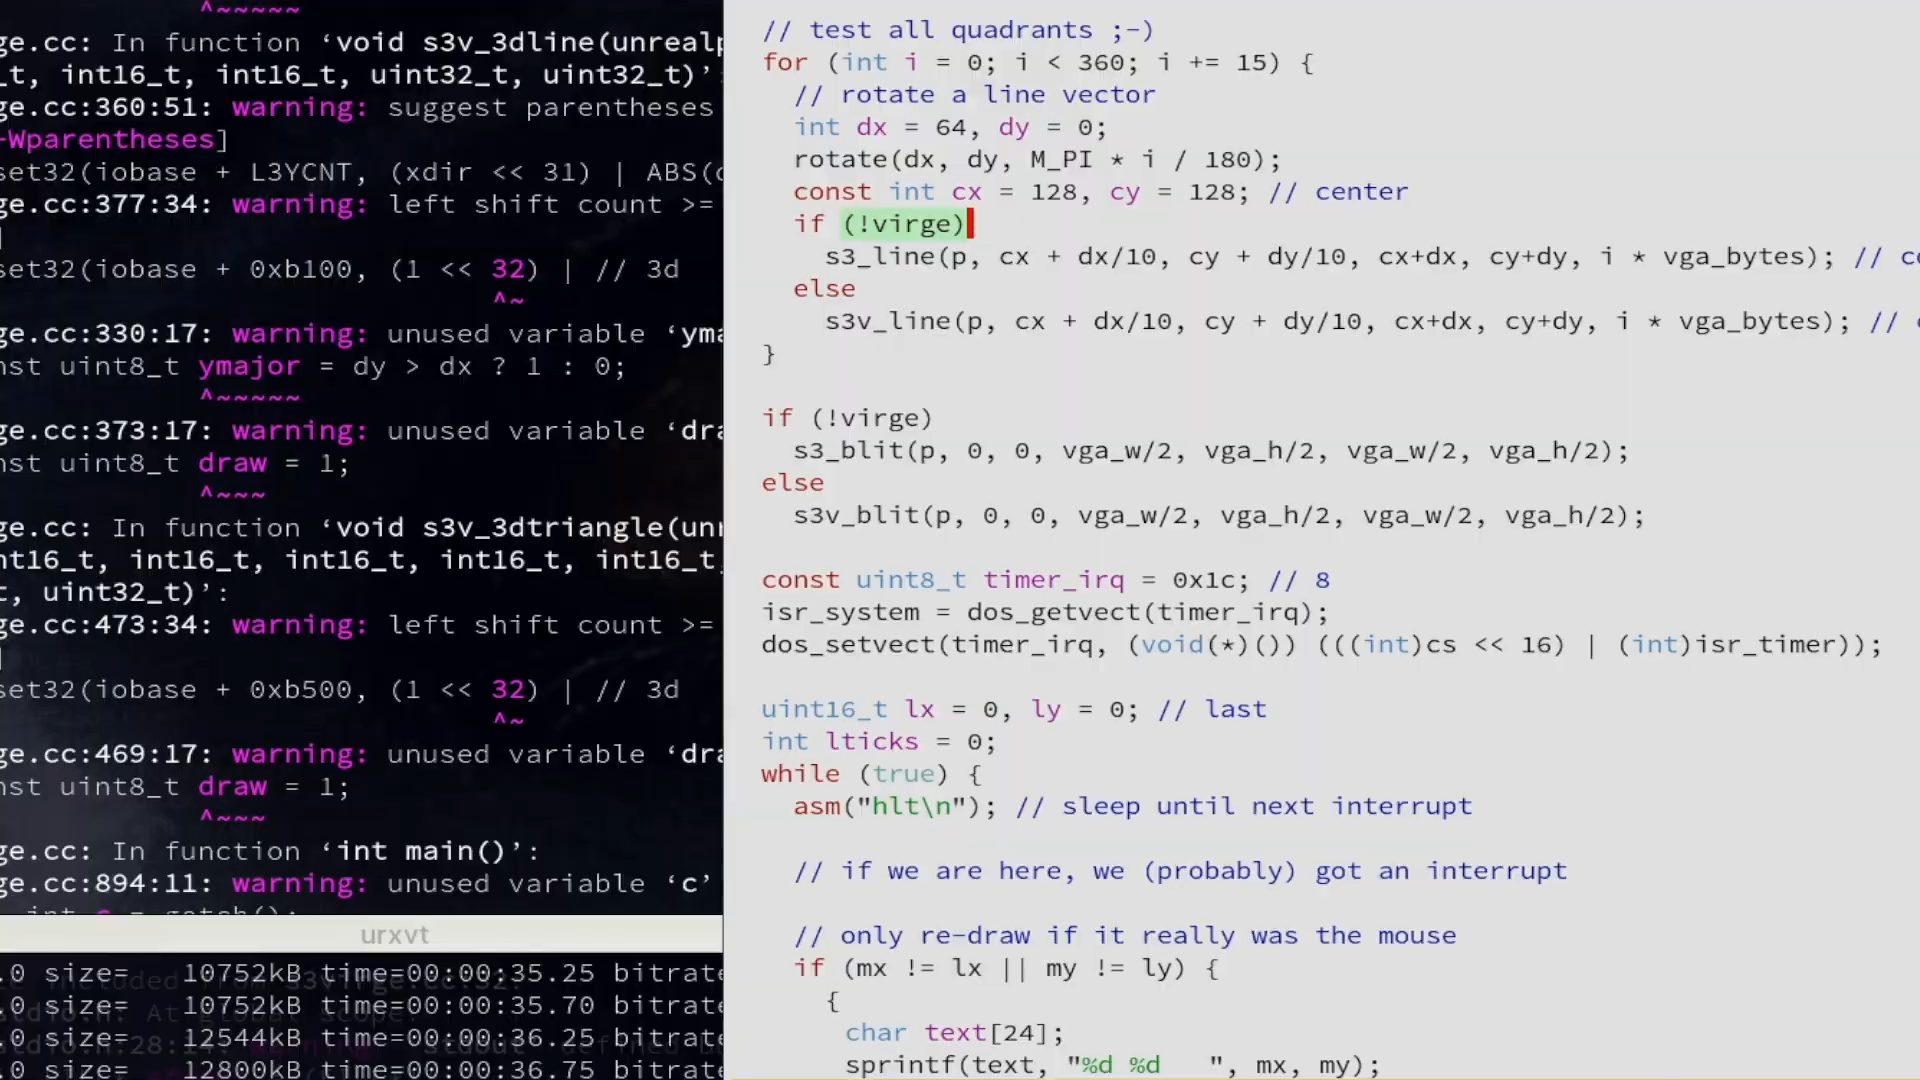 ge.cc: In function ‘void s3v_3dline(unrealp
_t, int16_t, int16_t, uint32_t, uint32_t)’:
ge.cc:360:51: warning: suggest parentheses
-Wparentheses]
set32(iobase + L3YCNT, (xdir << 31) | ABS(d
ge.cc:377:34: warning: left shift count >=
]
set32(iobase + 0xb100, (1 << 32) | // 3d
^~
ge.cc:330:17: warning: unused variable ‘yma
nst uint8_t ymajor = dy > dx ? 1 : 0;
^~~~~~
ge.cc:373:17: warning: unused variable ‘dra
nst uint8_t draw = 1;
^~~~
ge.cc: In function ‘void s3v_3dtriangle(unr
nt16_t, int16_t, int16_t, int16_t, int16_t,
t, uint32_t)’:
ge.cc:473:34: warning: left shift count >=
]
set32(iobase + 0xb500, (1 << 32) | // 3d
^~
ge.cc:469:17: warning: unused variable ‘dra
nst uint8_t draw = 1;
^~~~
ge.cc: In function ‘int main()’:
ge.cc:894:11: warning: unused variable ‘c’
int c = getch();
urxvt
.0 size=   10752kB time=00:00:35.25 bitrate
.0 size=   10752kB time=00:00:35.70 bitrate
.0 size=   12544kB time=00:00:36.25 bitrate
.0 size=   12800kB time=00:00:36.75 bitrate
// test all quadrants ;-)
for (int i = 0; i < 360; i += 15) {
// rotate a line vector
int dx = 64, dy = 0;
rotate(dx, dy, M_PI * i / 180);
const int cx = 128, cy = 128; // center
if (!virge)
s3_line(p, cx + dx/10, cy + dy/10, cx+dx, cy+dy, i * vga_bytes); // co
else
s3v_line(p, cx + dx/10, cy + dy/10, cx+dx, cy+dy, i * vga_bytes); //
}
if (!virge)
s3_blit(p, 0, 0, vga_w/2, vga_h/2, vga_w/2, vga_h/2);
else
s3v_blit(p, 0, 0, vga_w/2, vga_h/2, vga_w/2, vga_h/2);
const uint8_t timer_irq = 0x1c; // 8
isr_system = dos_getvect(timer_irq);
dos_setvect(timer_irq, (void(*)()) (((int)cs << 16) | (int)isr_timer));
uint16_t lx = 0, ly = 0; // last
int lticks = 0;
while (true) {
asm("hlt\n"); // sleep until next interrupt
// if we are here, we (probably) got an interrupt
// only re-draw if it really was the mouse
if (mx != lx || my != ly) {
{
char text[24];
sprintf(text, "%d %d   ", mx, my);